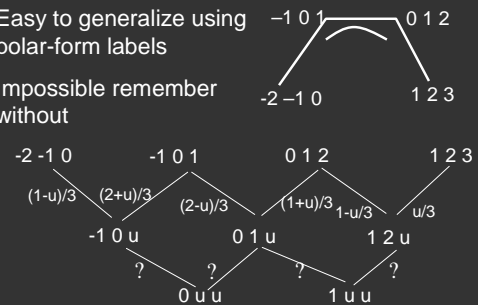 Easy to generalize using
polar-form labels
Impossible remember
without
–1 0 1
0 1 2
-2 –1 0
1 2 3
-2 -1 0
-1 0 1
0 1 2
1 2 3
(1-u)/3
(2+u)/3
(2-u)/3
(1+u)/3
1-u/3
u/3
-1 0 u
0 1 u
1 2 u
?
?
?
?
0 u u
1 u u